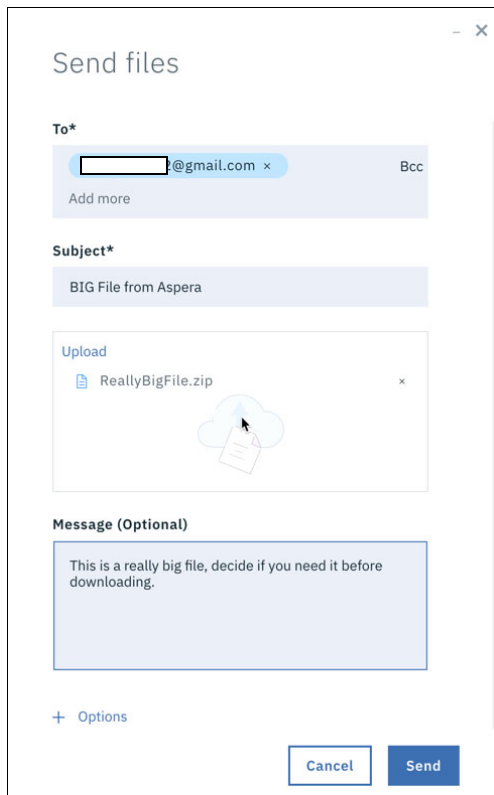 Send files
To*
2@gmail.com ×
Bcc
Add more
Subject*
BIG File from Aspera
Upload
ReallyBigFile.zip ×
Message (Optional)
This is a really big file, decide if you need it before
downloading.
+ Options
Cancel
Send